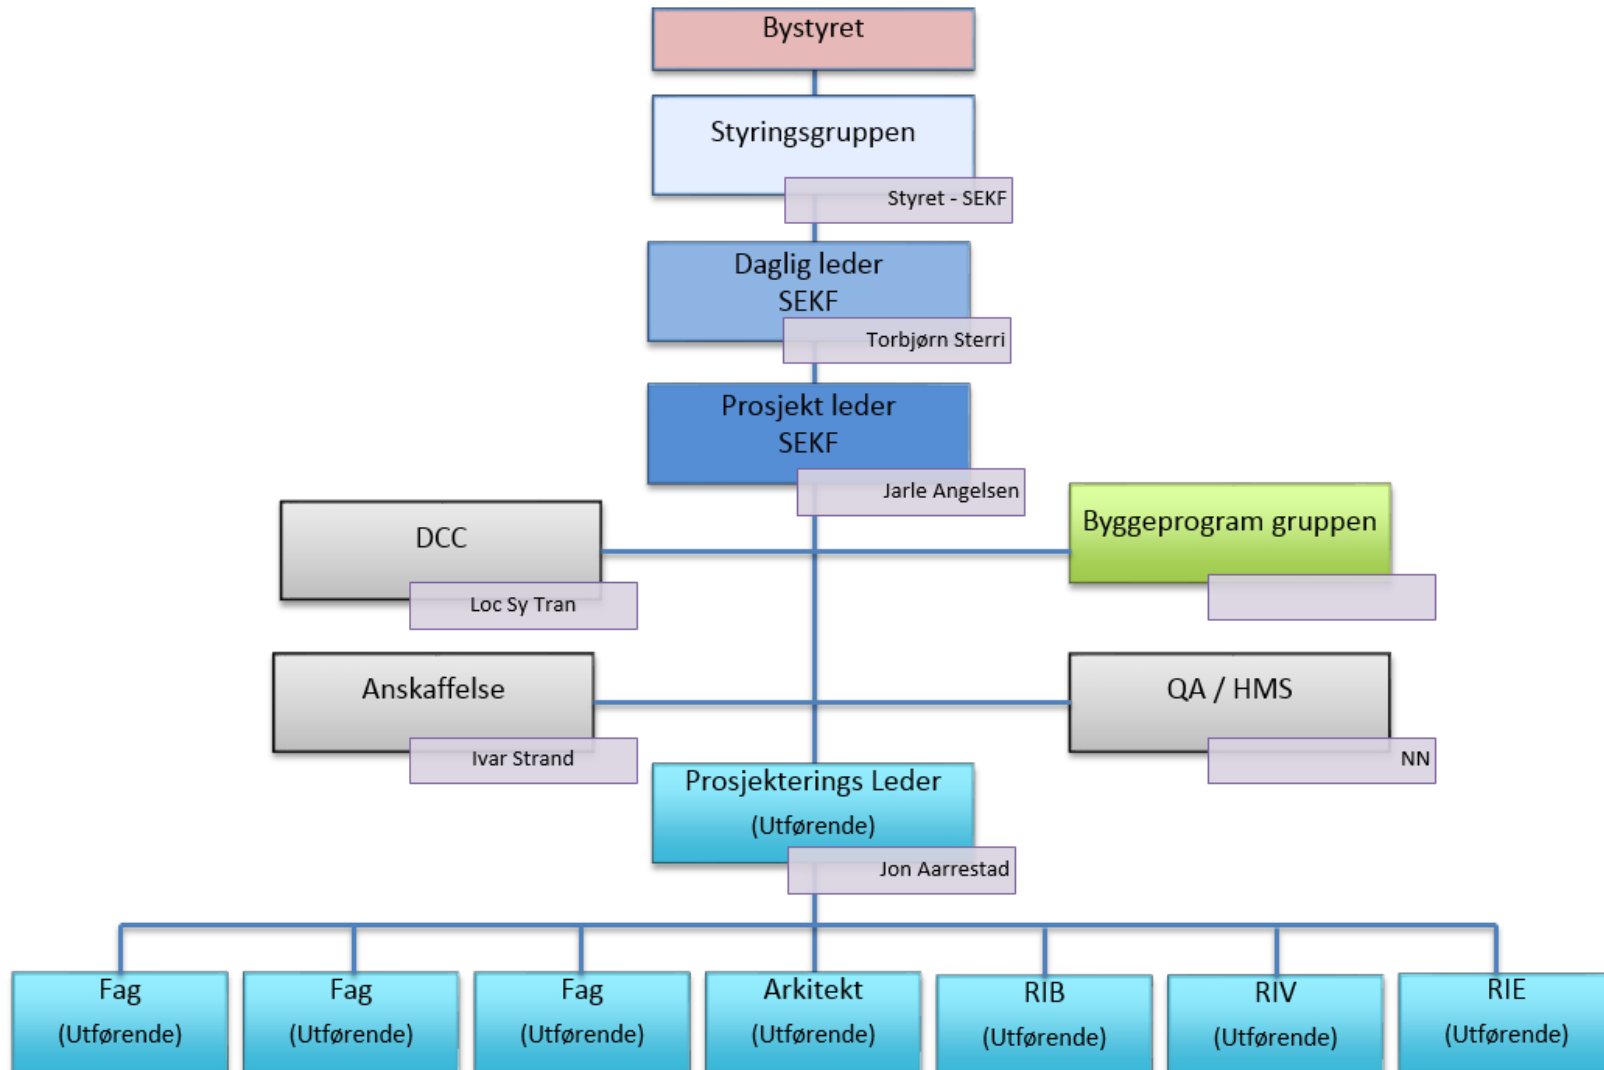 Bystyret
Styringsgruppen
Styret - SEKF
Daglig leder
SEKF
Torbjørn Sterri
Prosjekt leder
SEKF
Jarle Angelsen
DCC
Loc Sy Tran
Byggeprogram gruppen
Anskaffelse
Ivar Strand
QA / HMS
NN
Prosjekterings Leder
(Utførende)
Jon Aarrestad
Fag
(Utførende)
Fag
(Utførende)
Fag
(Utførende)
Arkitekt
(Utførende)
RIB
(Utførende)
RIV
(Utførende)
RIE
(Utførende)